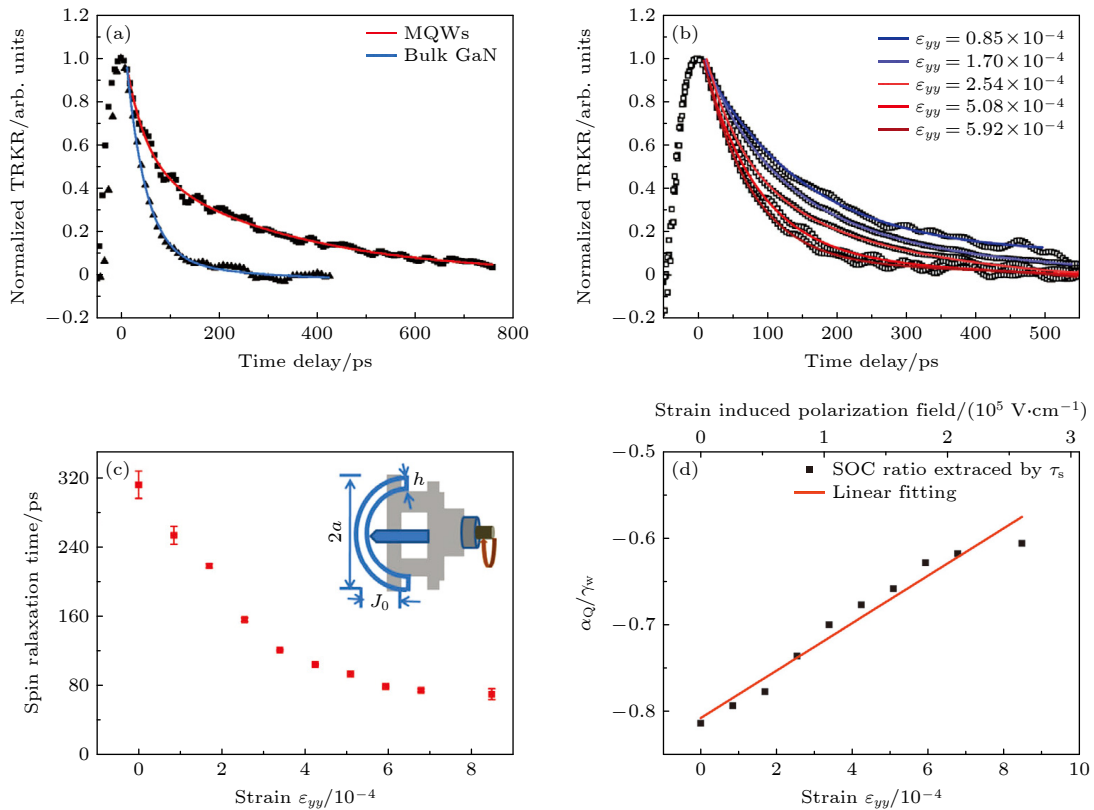 (a)
MQWs
Bulk GaN
Normalized TRKR/arb. units
1.0
0.8
0.6
0.4
0.2
0
−0.2
0 200 400 600 800
Time delay/ps
(b)
εyy = 0.85×10⁻⁴
εyy = 1.70×10⁻⁴
εyy = 2.54×10⁻⁴
εyy = 5.08×10⁻⁴
εyy = 5.92×10⁻⁴
Normalized TRKR/arb. units
1.0
0.8
0.6
0.4
0.2
0
−0.2
0 100 200 300 400 500
Time delay/ps
(c)
h
2a
J₀
Spin ralaxation time/ps
320
240
160
80
0
0 2 4 6 8
Strain εyy/10⁻⁴
Strain induced polarization field/(10⁵ V·cm⁻¹)
0 1 2 3
(d)
SOC ratio extraced by τₛ
Linear fitting
αQ/γw
−0.5
−0.6
−0.7
−0.8
0 2 4 6 8 10
Strain εyy/10⁻⁴